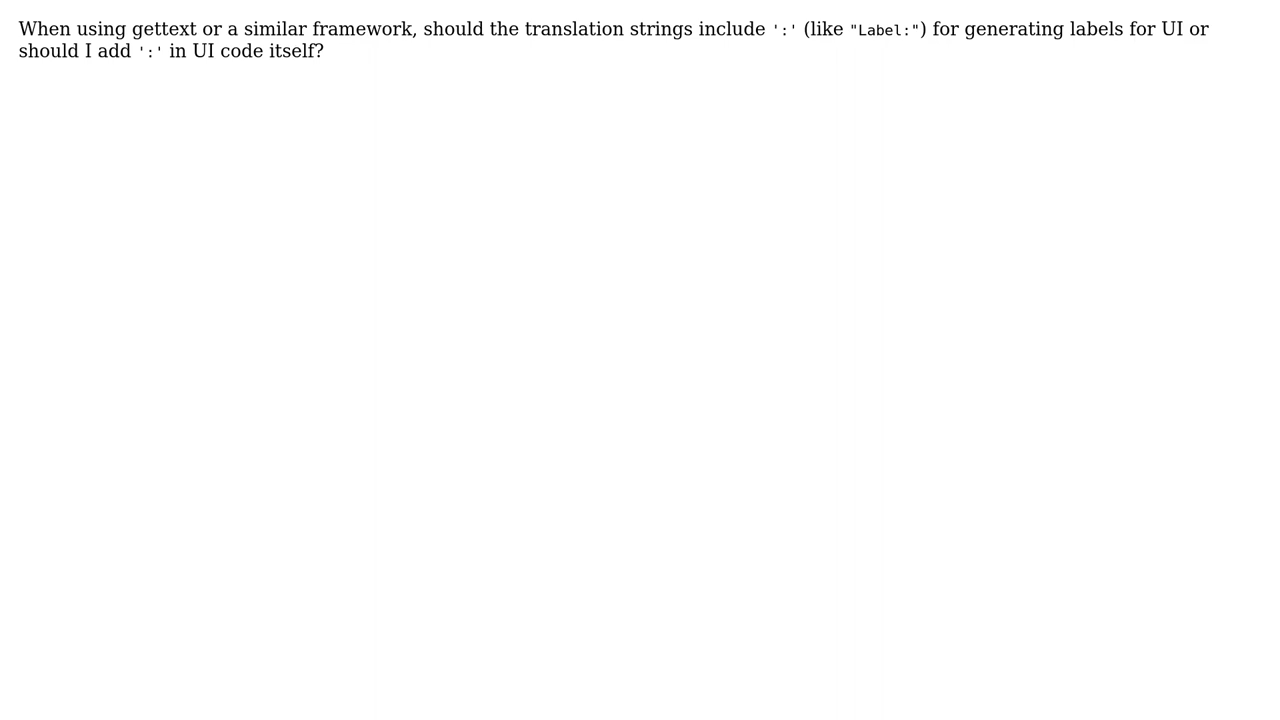 When using gettext or a similar framework, should the translation strings include ':' (like "Label:") for generating labels for UI or
should I add ':' in UI code itself?